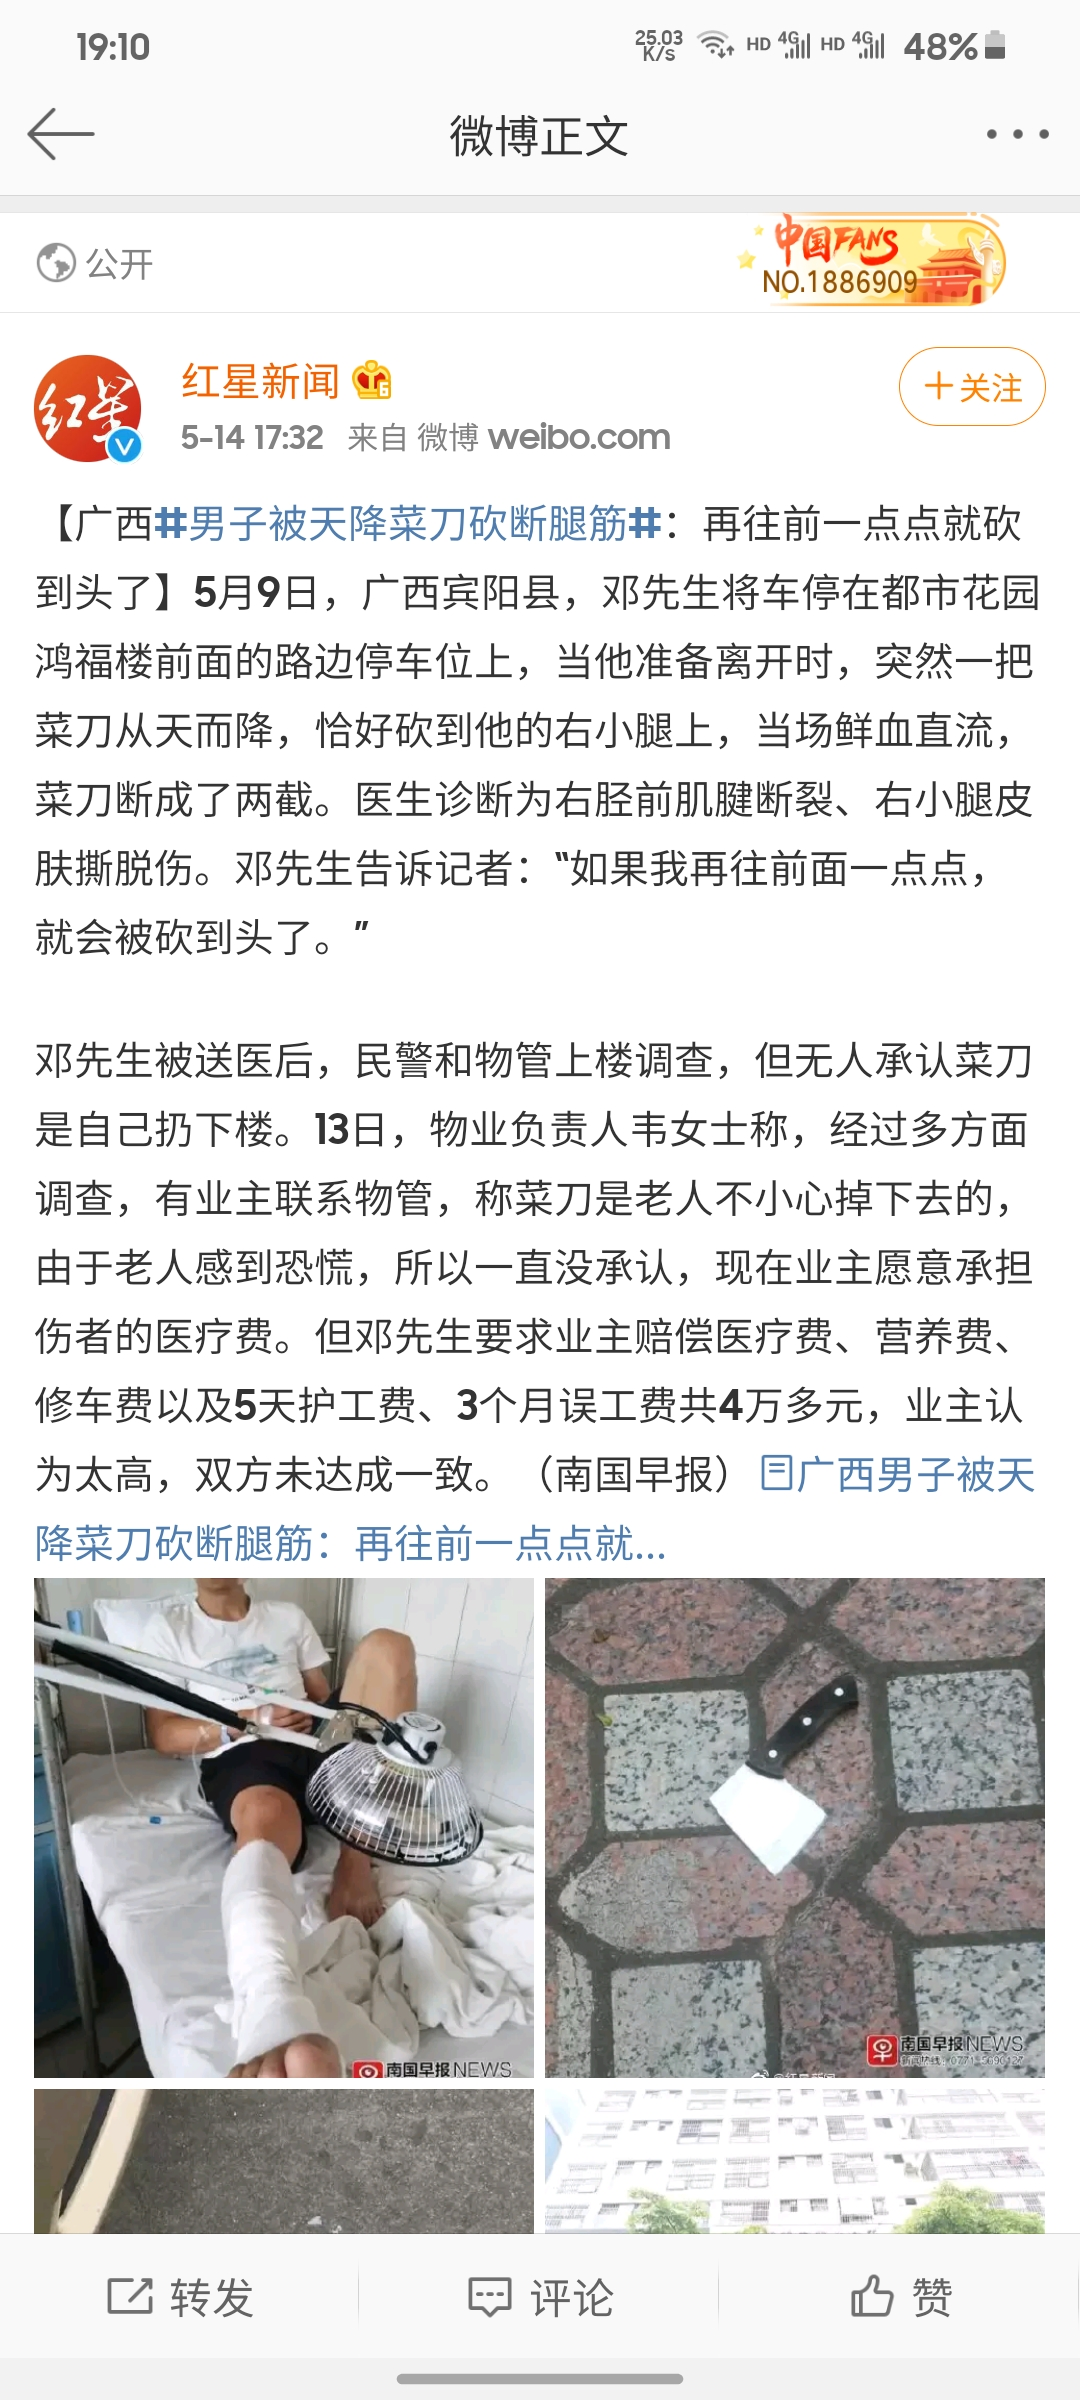 19:10
25.03
K/s
HD 4G HD 4G 48%
微博正文
公开
中国FANS
NO.1886909
红星
红星新闻
6
+关注
5-14 17:32 来自 微博 weibo.com
【广西#男子被天降菜刀砍断腿筋#：再往前一点点就砍
到头了】5月9日，广西宾阳县，邓先生将车停在都市花园
鸿福楼前面的路边停车位上，当他准备离开时，突然一把
菜刀从天而降，恰好砍到他的右小腿上，当场鲜血直流，
菜刀断成了两截。医生诊断为右胫前肌腱断裂、右小腿皮
肤撕脱伤。邓先生告诉记者：“如果我再往前面一点点，
就会被砍到头了。”
邓先生被送医后，民警和物管上楼调查，但无人承认菜刀
是自己扔下楼。13日，物业负责人韦女士称，经过多方面
调查，有业主联系物管，称菜刀是老人不小心掉下去的，
由于老人感到恐慌，所以一直没承认，现在业主愿意承担
伤者的医疗费。但邓先生要求业主赔偿医疗费、营养费、
修车费以及5天护工费、3个月误工费共4万多元，业主认
为太高，双方未达成一致。（南国早报）广西男子被天
降菜刀砍断腿筋：再往前一点点就...
南国早报NEWS
南国早报NEWS
新闻热线：0771-5690127
@红星新闻
转发
评论
赞